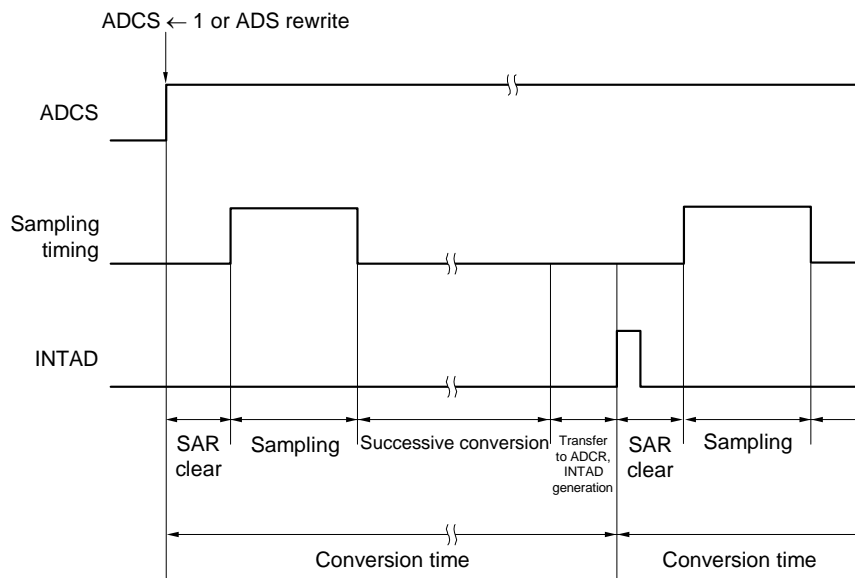 ADCS ← 1 or ADS rewrite
ADCS
Sampling
timing
INTAD
SAR
clear
Sampling
Successive conversion
Transfer
to ADCR,
INTAD
generation
SAR
clear
Sampling
Conversion time
Conversion time